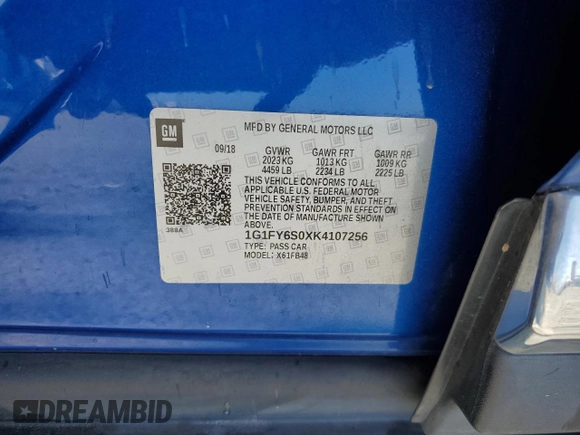 GM
MFD BY GENERAL MOTORS LLC
09/18 GVWR GAWR FRT GAWR RR
2023 KG 1013 KG 1009 KG
4459 LB 2234 LB 2225 LB
THIS VEHICLE CONFORMS TO ALL
APPLICABLE U.S. FEDERAL MOTOR
VEHICLE SAFETY, BUMPER, AND THEFT
PREVENTION STANDARDS IN EFFECT ON
THE DATE OF MANUFACTURE SHOWN
ABOVE.
388A 1G1FY6S0XK4107256
TYPE: PASS CAR
MODEL: X61FB48
DREAMBID